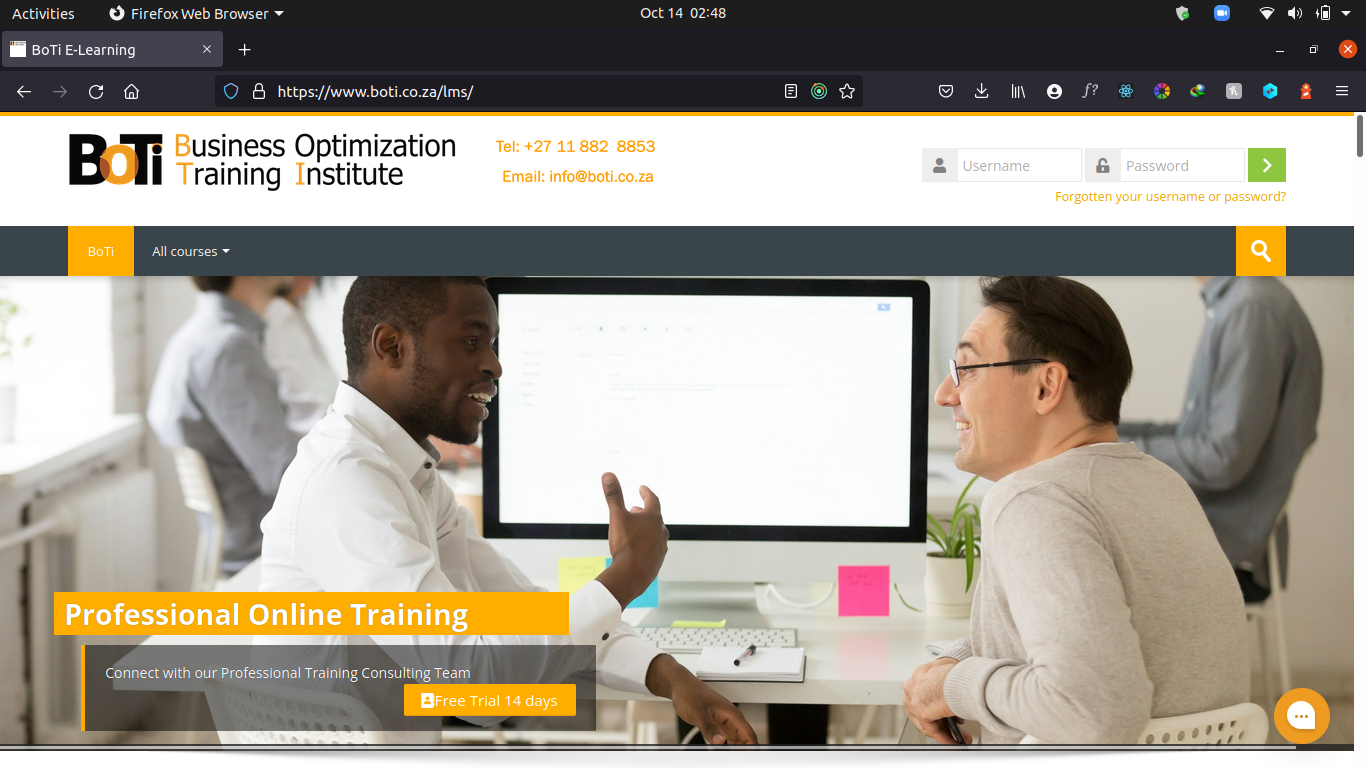 Activities
Firefox Web Browser
Oct 14 02:48
BoTi E-Learning
https://www.boti.co.za/lms/
f?
BoTi Business Optimization
Training Institute
Tel: +27 11 882 8853
Email: info@boti.co.za
Username
Password
Forgotten your username or password?
BoTi
All courses
Professional Online Training
Connect with our Professional Training Consulting Team
Free Trial 14 days